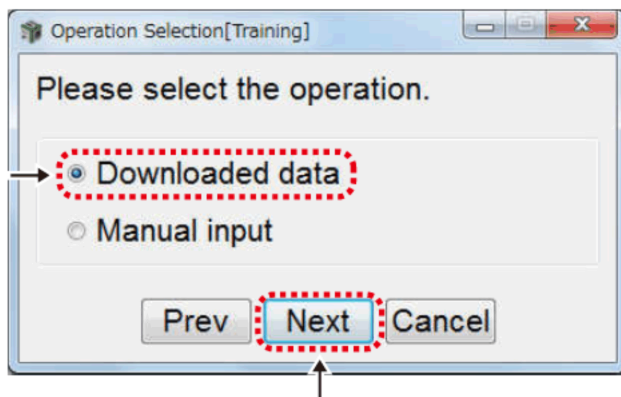 Operation Selection[Training]
Please select the operation.
Downloaded data
Manual input
Prev Next Cancel